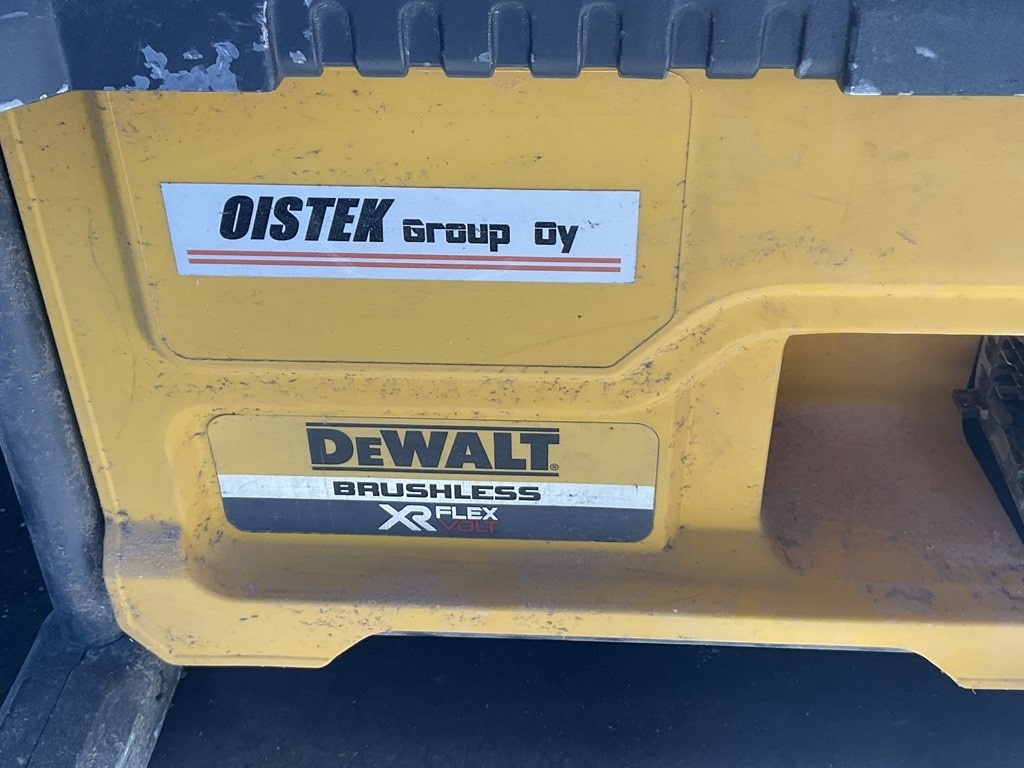 OISTEK Group Oy
DEWALT®
BRUSHLESS
XR FLEX
VOLT